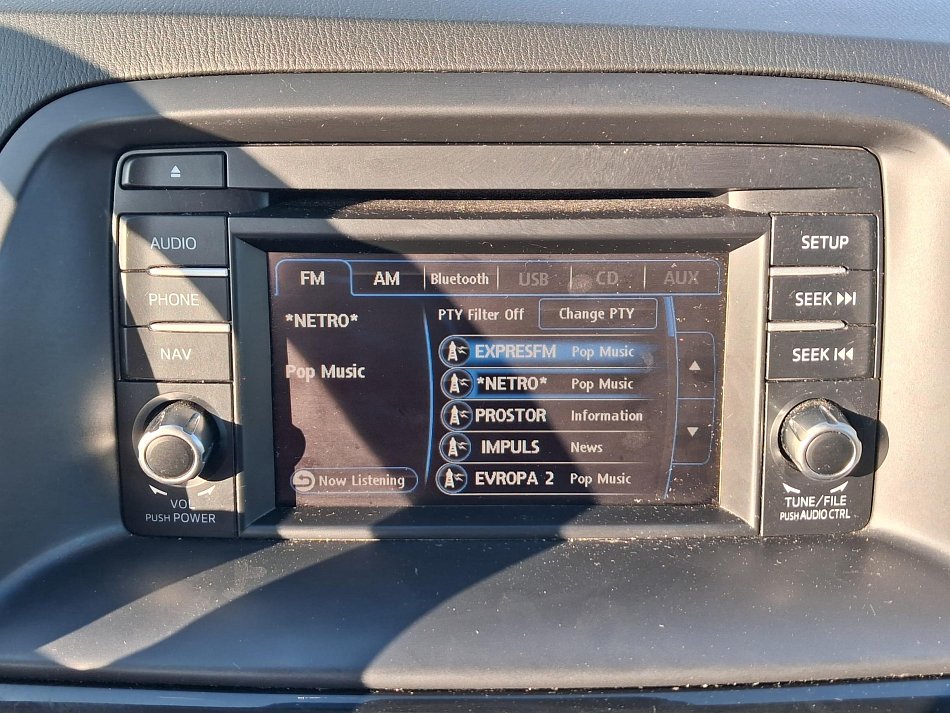 AUDIO
PHONE
NAV
VOL
PUSH POWER
FM AM Bluetooth USB CD AUX
*NETRO*
Pop Music
Now Listening
PTY Filter Off Change PTY
EXPRESFM Pop Music
*NETRO* Pop Music
PROSTOR Information
IMPULS News
EVROPA 2 Pop Music
SETUP
SEEK
SEEK
TUNE/FILE
PUSH AUDIO CTRL